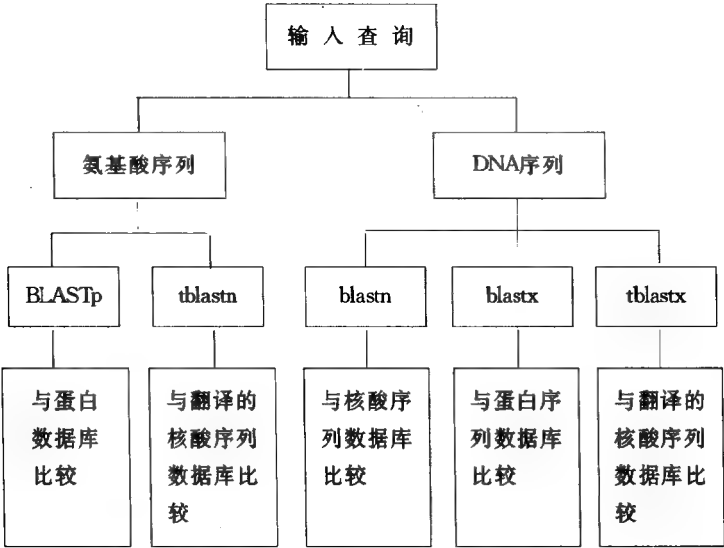 输入查询
氨基酸序列
DNA序列
BLASTp
tblastn
blastn
blastx
tblastx
与蛋白
数据库
比较
与翻译的
核酸序列
数据库比
较
与核酸序
列数据库
比较
与蛋白序
列数据库
比较
与翻译的
核酸序列
数据库比
较